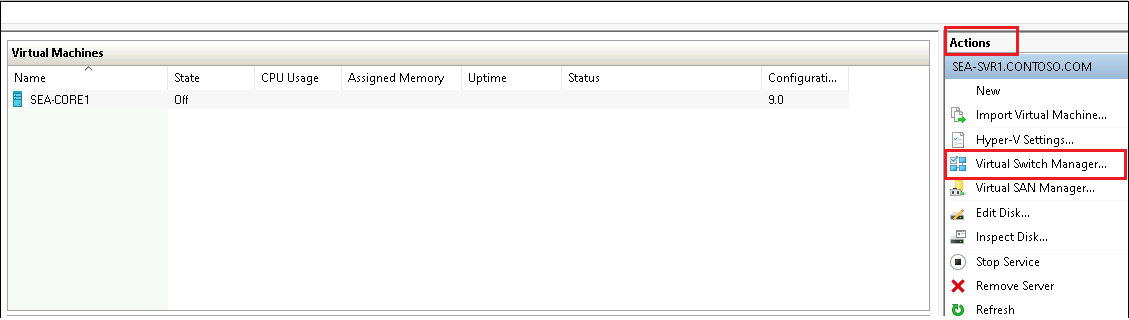 Virtual Machines
Name State CPU Usage Assigned Memory Uptime Status Configurati...
SEA-CORE1 Off 9.0
Actions
SEA-SVR1.CONTOSO.COM
New
Import Virtual Machine...
Hyper-V Settings...
Virtual Switch Manager...
Virtual SAN Manager...
Edit Disk...
Inspect Disk...
Stop Service
Remove Server
Refresh